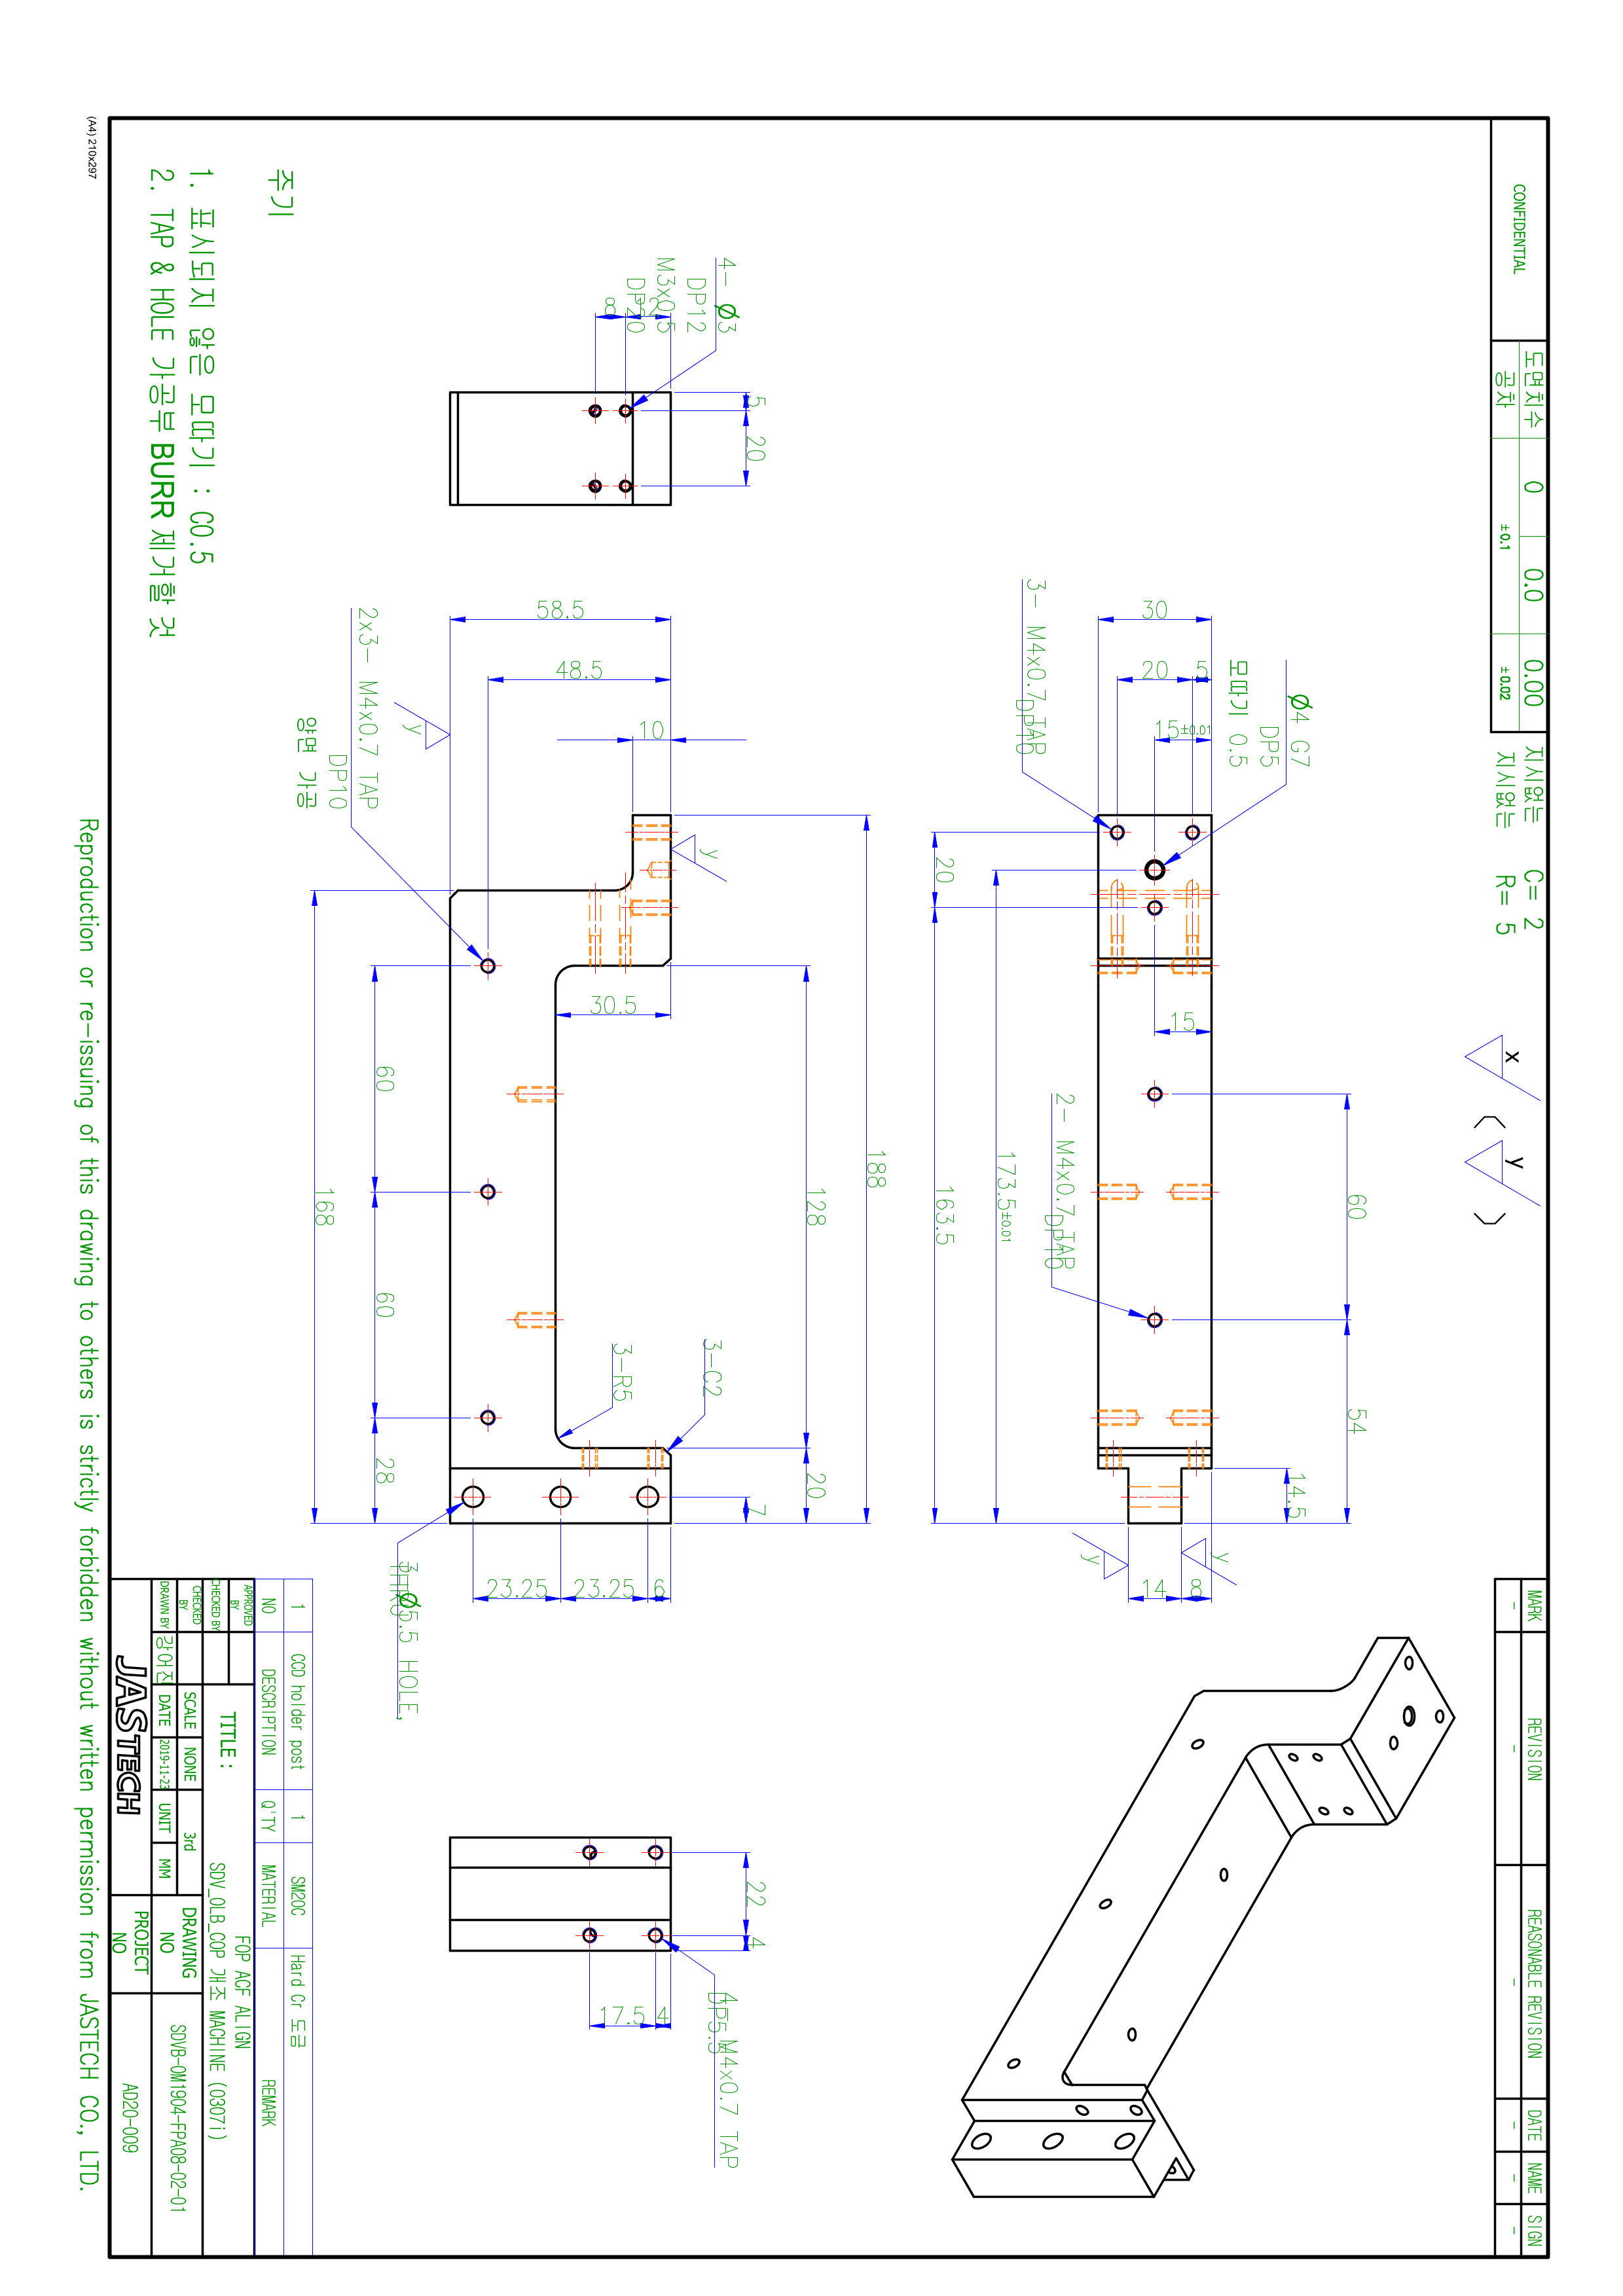 CONFIDENTIAL
도면치수 0 0.0 0.00
공차 ±0.1 ±0.02
지시없는 C= 2
지시없는 R= 5
x ( y )
MARK REVISION REASONABLE REVISION DATE NAME SIGN
- - - - - -
30
20 5
15±0.01
3- M4x0.7 TAP
DP10
Ø4 G7
DP5
모따기 0.5
20
163.5
173.5±0.01
15
2- M4x0.7 TAP
DP10
60
54
14.5
14 8
y
y
4- Ø3
DP12
M3x0.5
DP20
8 12
5
20
58.5
48.5
10
y
y
2x3- M4x0.7 TAP
DP10
양면 가공
188
128
20
7
30.5
60
60
28
168
3-R5
3-C2
23.25 23.25 6
3- Ø5.5 HOLE,
THRU
22
4
17.5 4
4- M4x0.7 TAP
DP5.5
주기
1. 표시되지 않은 모따기 : C0.5
2. TAP & HOLE 가공부 BURR 제거할 것
1 CCD holder post 1 SM20C Hard Cr 도금
NO DESCRIPTION Q'TY MATERIAL REMARK
APPROVED BY
CHECKED BY
CHECKED BY
DRAWN BY
TITLE :
FOP ACF ALIGN
SDV_OLB_COP 개조 MACHINE (0307i)
SCALE NONE 3rd
DATE 2019-11-23 UNIT MM
DRAWING NO SDVB-OM1904-FPA08-02-01
JASTECH
PROJECT NO AD20-009
Reproduction or re-issuing of this drawing to others is strictly forbidden without written permission from JASTECH CO., LTD.
(A4) 210x297